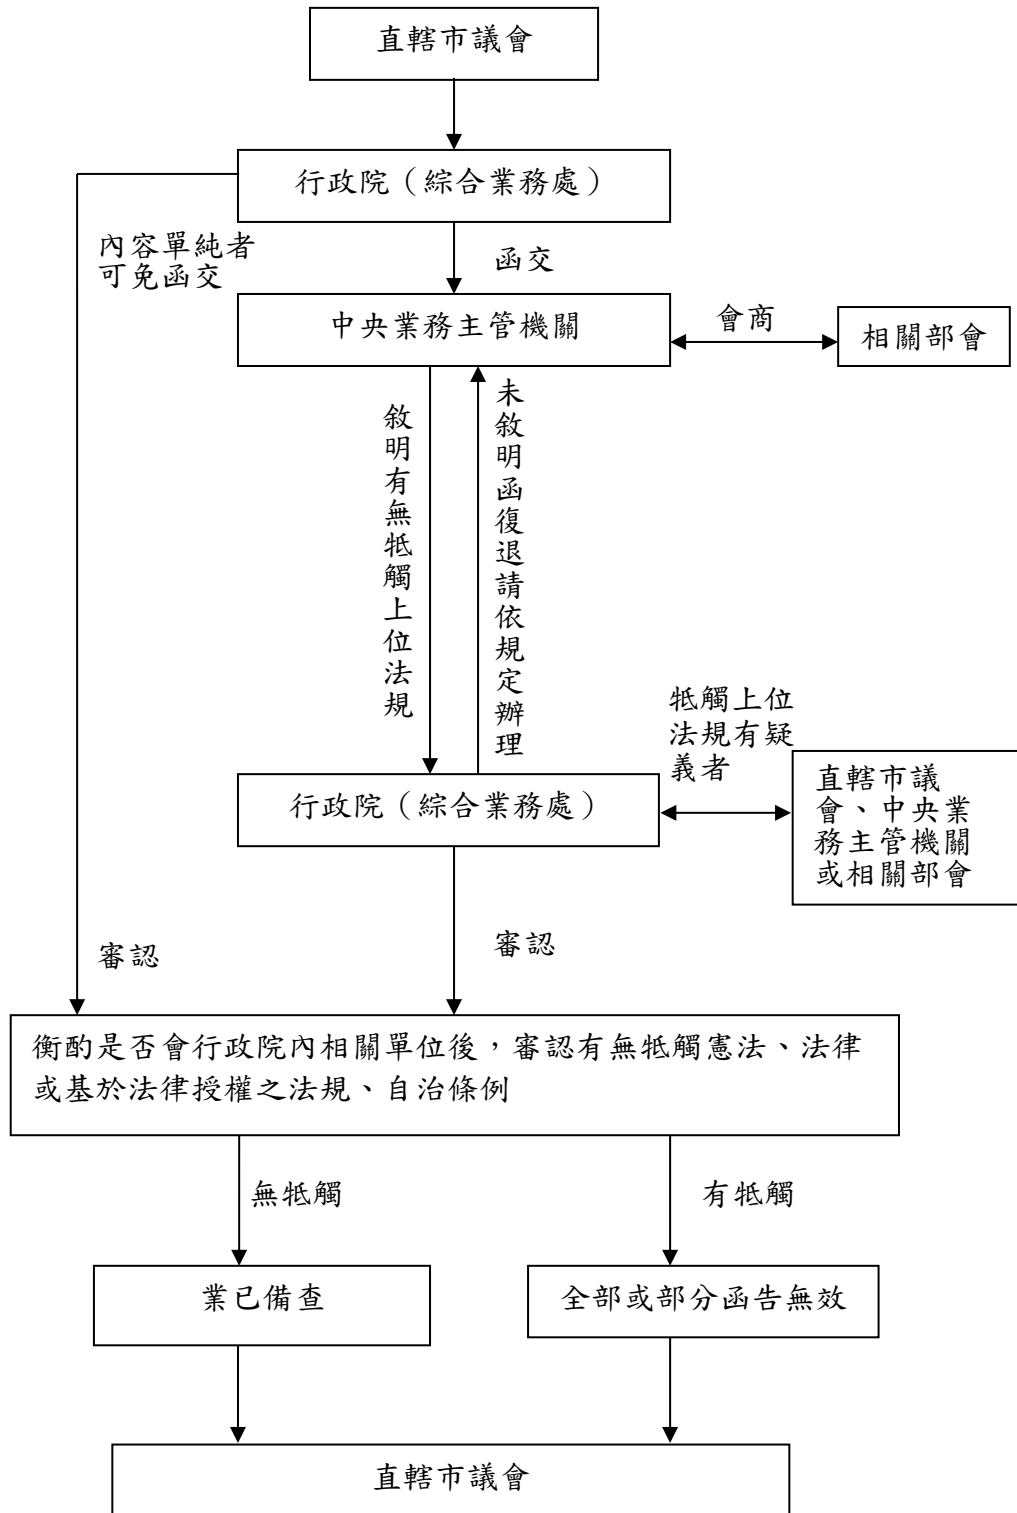 直轄市議會
行政院（綜合業務處）
內容單純者
可免函交
函交
中央業務主管機關
會商
相關部會
敘明有無牴觸上位法規
未敘明函復退請依規定辦理
牴觸上位
法規有疑
義者
行政院（綜合業務處）
直轄市議
會、中央業
務主管機關
或相關部會
審認
審認
衡酌是否會行政院內相關單位後，審認有無牴觸憲法、法律
或基於法律授權之法規、自治條例
無牴觸
有牴觸
業已備查
全部或部分函告無效
直轄市議會